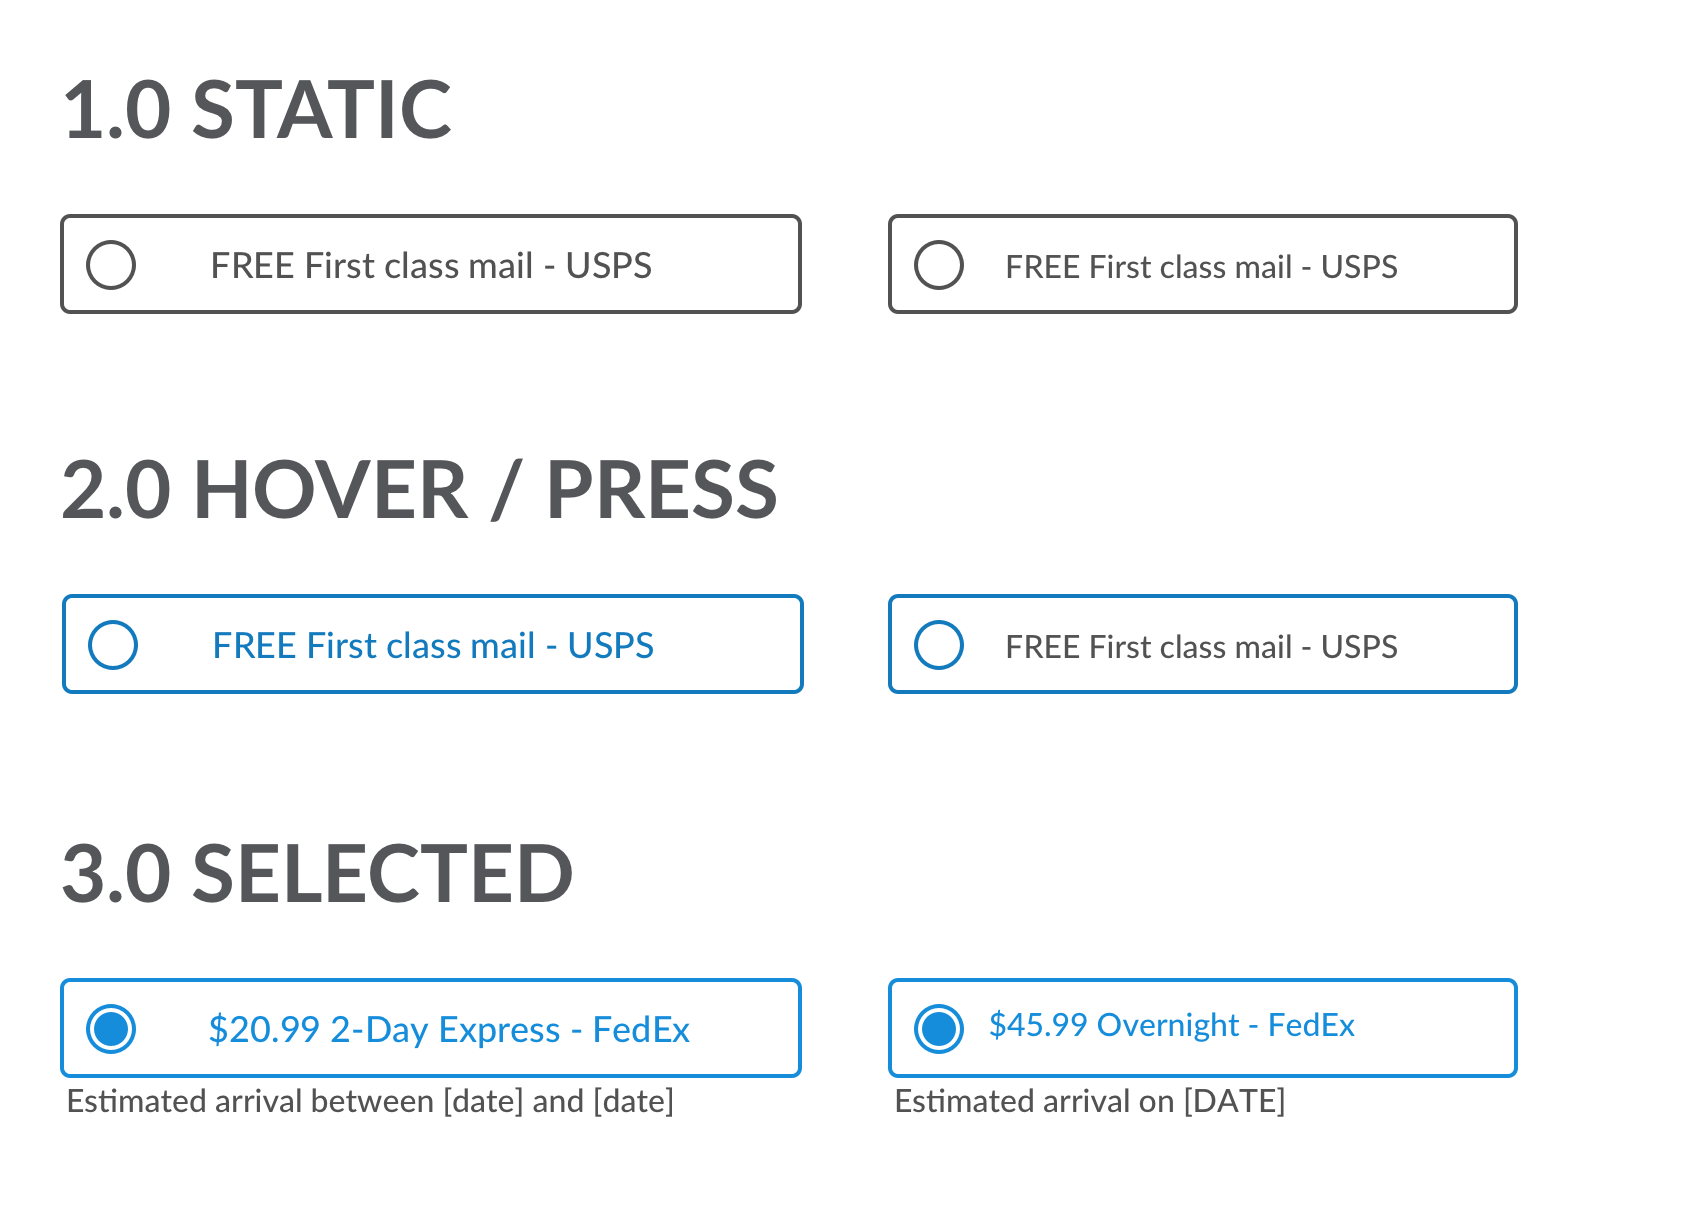 1.0 STATIC
FREE First class mail - USPS
FREE First class mail - USPS
2.0 HOVER / PRESS
FREE First class mail - USPS
FREE First class mail - USPS
3.0 SELECTED
$20.99 2-Day Express - FedEx
$45.99 Overnight - FedEx
Estimated arrival between [date] and [date]
Estimated arrival on [DATE]